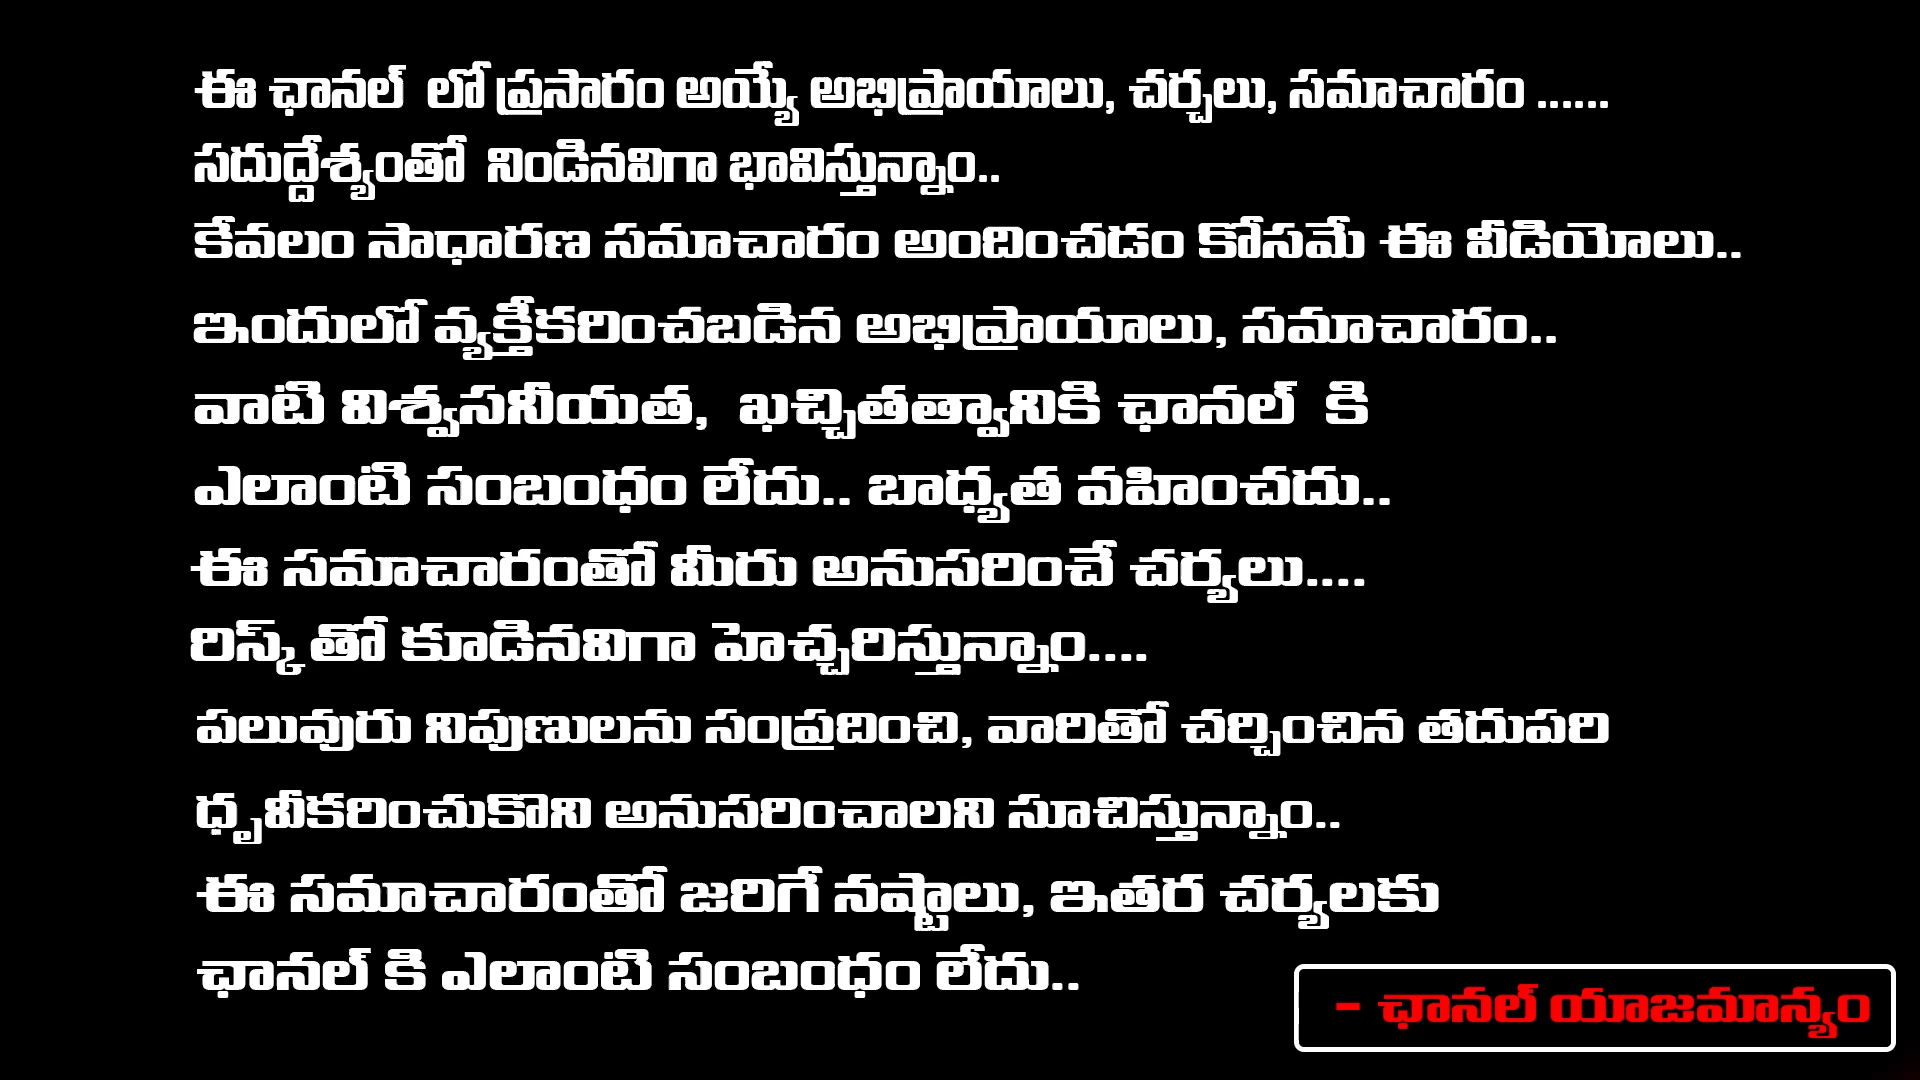 ఈ ఛానల్ లో ప్రసారం అయ్యే అభిప్రాయాలు, చర్చలు, సమాచారం ......
సదుద్దేశ్యంతో నిండినవిగా భావిస్తున్నాం..
కేవలం సాధారణ సమాచారం అందించడం కోసమే ఈ వీడియోలు..
ఇందులో వ్యక్తీకరించబడిన అభిప్రాయాలు, సమాచారం..
వాటి విశ్వసనీయత, ఖచ్చితత్వానికి ఛానల్ కి
ఎలాంటి సంబంధం లేదు.. బాధ్యత వహించదు..
ఈ సమాచారంతో మీరు అనుసరించే చర్యలు....
రిస్క్ తో కూడినవిగా హెచ్చరిస్తున్నాం....
పలువురు నిపుణులను సంప్రదించి, వారితో చర్చించిన తదుపరి
ధృవీకరించుకొని అనుసరించాలని సూచిస్తున్నాం..
ఈ సమాచారంతో జరిగే నష్టాలు, ఇతర చర్యలకు
ఛానల్ కి ఎలాంటి సంబంధం లేదు..
- ఛానల్ యాజమాన్యం